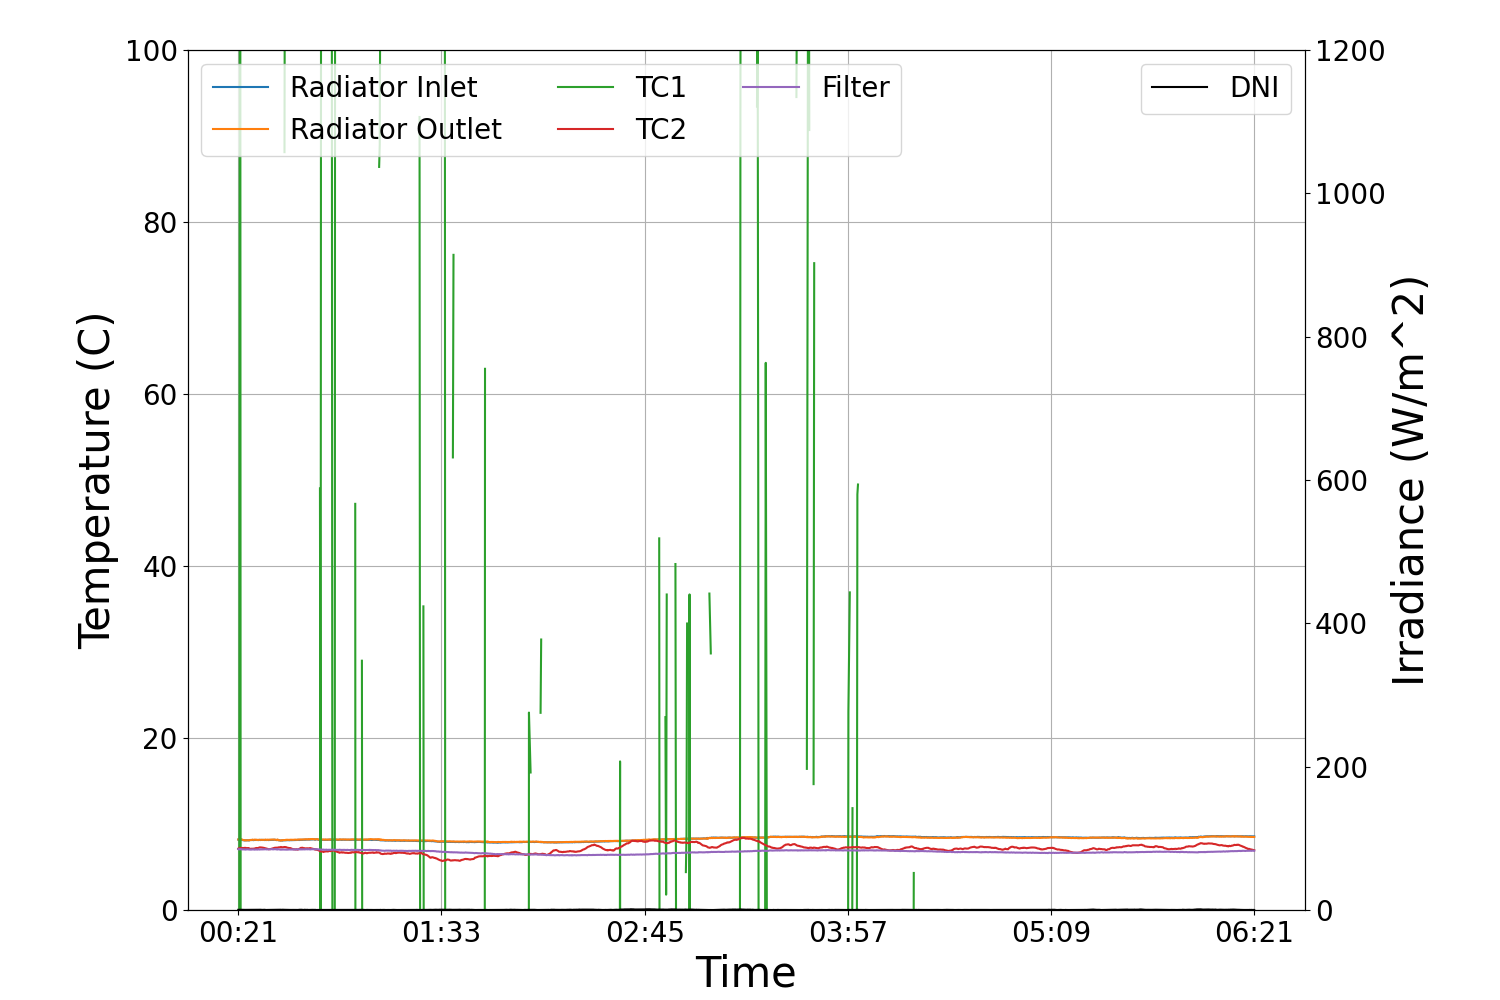 100
80
60
40
20
0
Temperature (C)
Radiator Inlet
Radiator Outlet
TC1
TC2
Filter
DNI
1200
1000
800
600
400
200
0
Irradiance (W/m^2)
00:21
01:33
02:45
03:57
05:09
06:21
Time